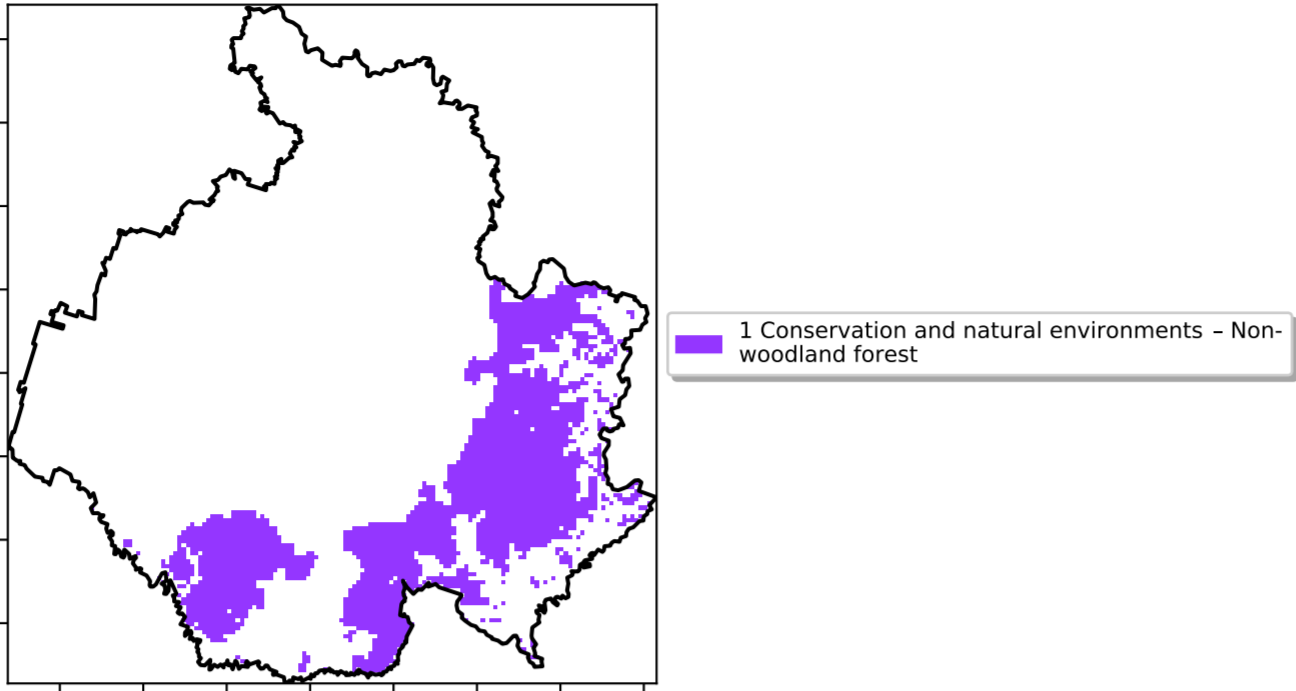 1 Conservation and natural environments – Non-
woodland forest